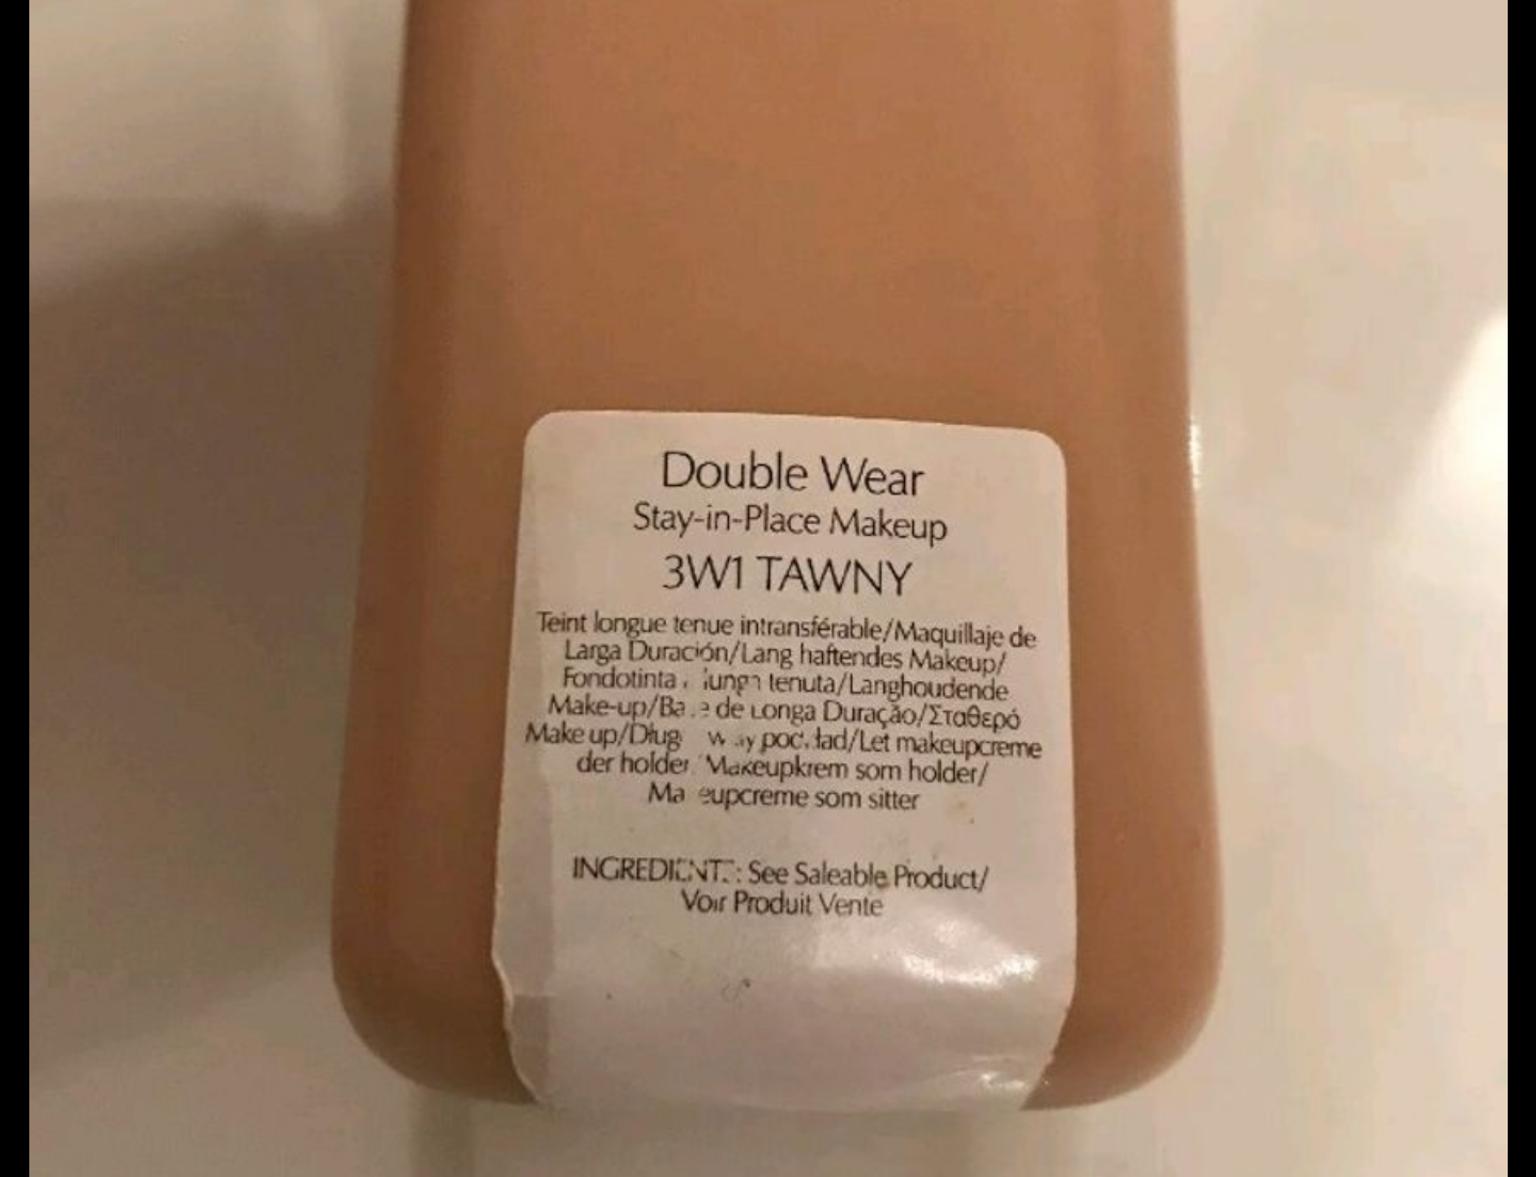 Double Wear
Stay-in-Place Makeup
3W1 TAWNY
Teint longue tenue intransférable/Maquillaje de
Larga Duración/Lang haftendes Makeup/
Fondotinta tenuta/Langhoudende
Make-up/ de Longa Duração/Σταθερό
Make up/ /Let makeupcreme
der holder/Makeupkrem som holder/
som sitter
INGREDIENTS: See Saleable Product/
Voir Produit Vente